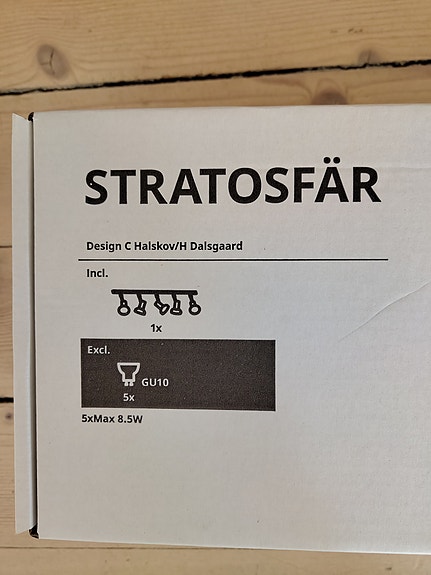 STRATOSFÄR
Design C Halskov/H Dalsgaard
Incl.
1x
Excl.
GU10
5x
5xMax 8.5W